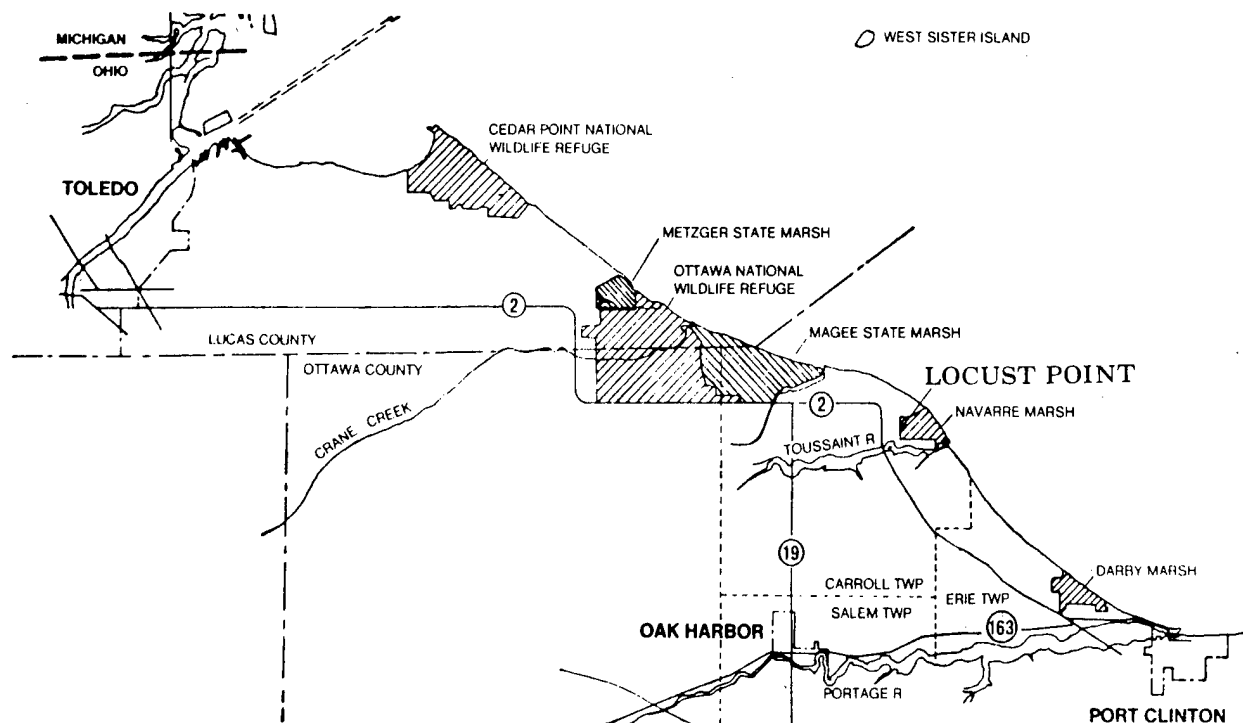 MICHIGAN
OHIO
WEST SISTER ISLAND
CEDAR POINT NATIONAL
WILDLIFE REFUGE
TOLEDO
METZGER STATE MARSH
OTTAWA NATIONAL
WILDLIFE REFUGE
2
MAGEE STATE MARSH
LUCAS COUNTY
OTTAWA COUNTY
LOCUST POINT
2
NAVARRE MARSH
CRANE CREEK
TOUSSAINT R
19
DARBY MARSH
CARROLL TWP
ERIE TWP
SALEM TWP
163
OAK HARBOR
PORTAGE R
PORT CLINTON